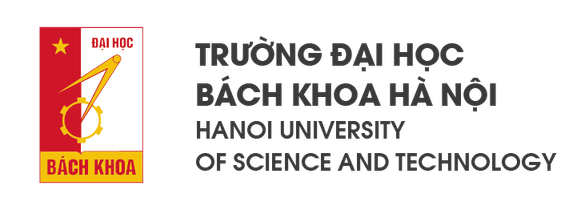 ĐẠI HỌC
BÁCH KHOA
TRƯỜNG ĐẠI HỌC
BÁCH KHOA HÀ NỘI
HANOI UNIVERSITY
OF SCIENCE AND TECHNOLOGY